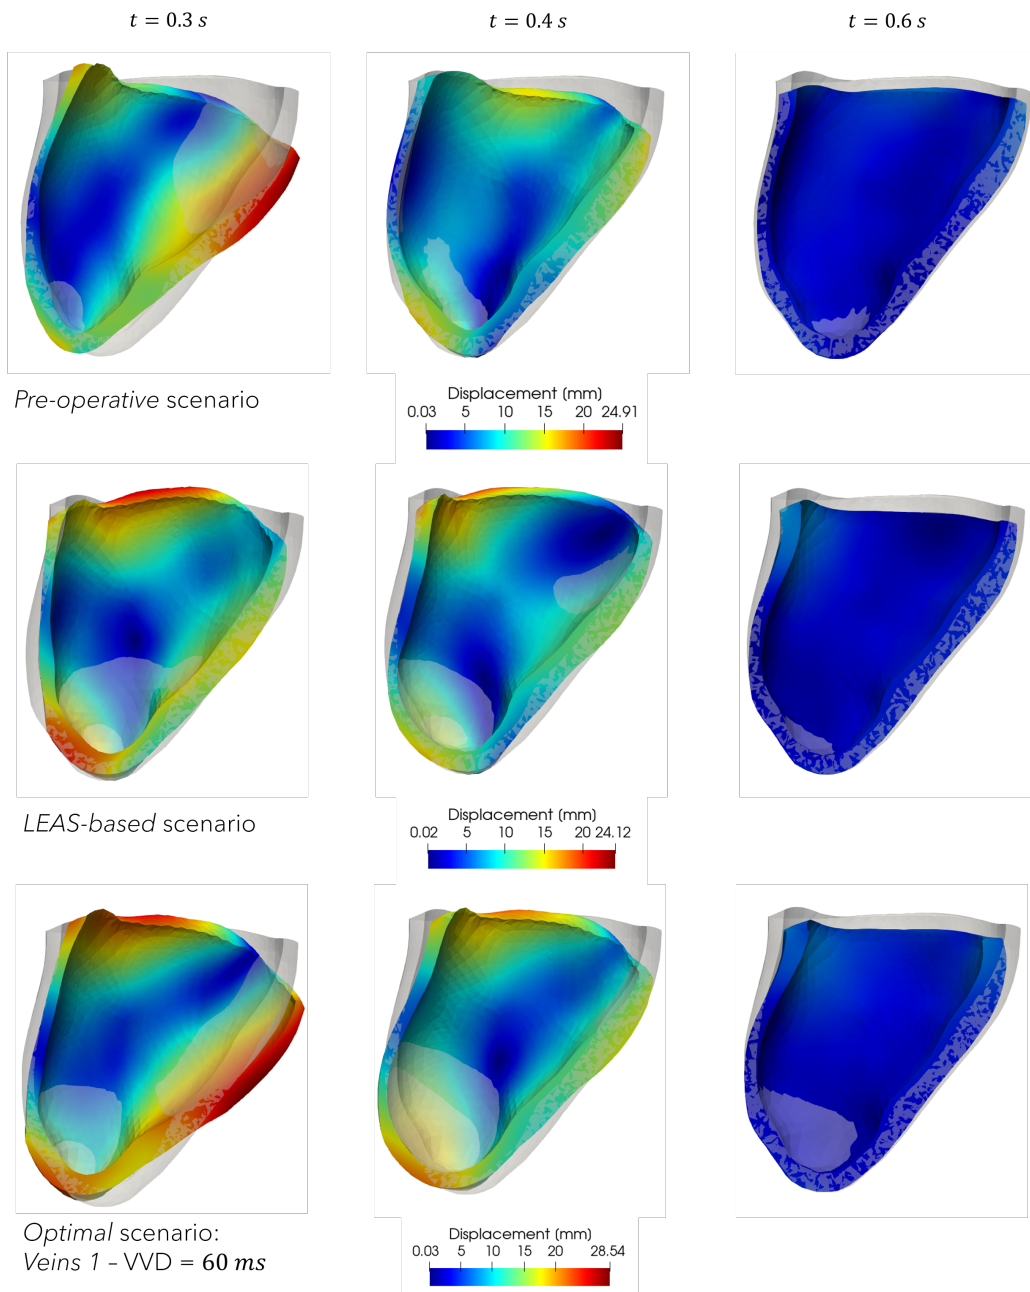 t = 0.3 s
t = 0.4 s
t = 0.6 s
Pre-operative scenario
Displacement (mm)
0.03 5 10 15 20 24.91
LEAS-based scenario
Displacement (mm)
0.02 5 10 15 20 24.12
Optimal scenario:
Veins 1 – VVD = 60 ms
Displacement (mm)
0.03 5 10 15 20 28.54